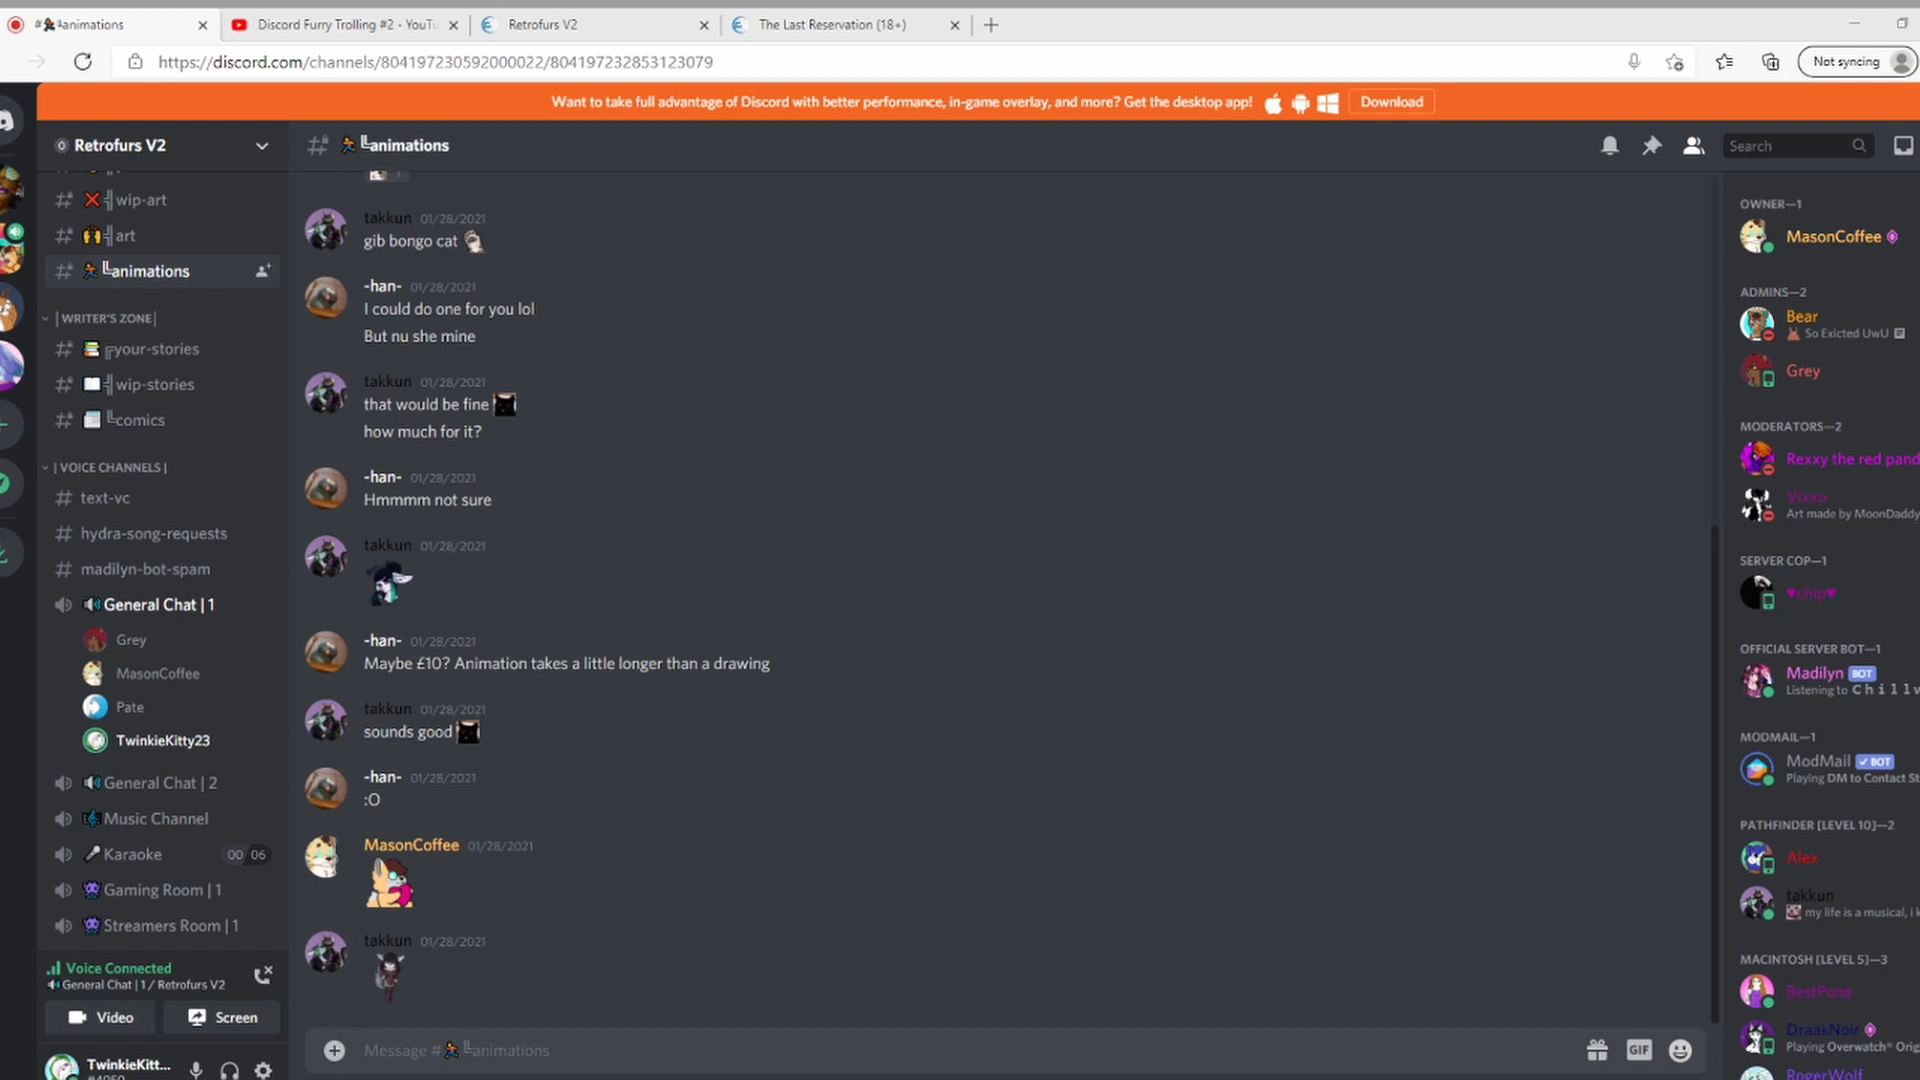 animations
Discord Furry Trolling #2 - YouTu
Retrofurs V2
The Last Reservation (18+)
https://discord.com/channels/804197230592000022/804197232853123079
Not syncing
Want to take full advantage of Discord with better performance, in-game overlay, and more? Get the desktop app!
Download
Retrofurs V2
wip-art
art
animations
| WRITER'S ZONE |
your-stories
wip-stories
comics
| VOICE CHANNELS |
text-vc
hydra-song-requests
madilyn-bot-spam
General Chat | 1
Grey
MasonCoffee
Pate
TwinkieKitty23
General Chat | 2
Music Channel
Karaoke 00 06
Gaming Room | 1
Streamers Room | 1
Voice Connected
General Chat | 1 / Retrofurs V2
Video
Screen
TwinkieKitt...
animations
takkun 01/28/2021
gib bongo cat
-han- 01/28/2021
I could do one for you lol
But nu she mine
takkun 01/28/2021
that would be fine
how much for it?
-han- 01/28/2021
Hmmmm not sure
takkun 01/28/2021
-han- 01/28/2021
Maybe £10? Animation takes a little longer than a drawing
takkun 01/28/2021
sounds good
-han- 01/28/2021
:O
MasonCoffee 01/28/2021
takkun 01/28/2021
Message # animations
GIF
Search
OWNER—1
MasonCoffee
ADMINS—2
Bear
So Exicted UwU
Grey
MODERATORS—2
Rexxy the red pand
Vixxo
Art made by MoonDaddy
SERVER COP—1
♥chip♥
OFFICIAL SERVER BOT—1
Madilyn BOT
Listening to C h i l l w
MODMAIL—1
ModMail ✓ BOT
Playing DM to Contact St
PATHFINDER [LEVEL 10]—2
Alex
takkun
my life is a musical, i k
MACINTOSH [LEVEL 5]—3
BestPone
DraakNoir
Playing Overwatch® Orig
RogerWolf